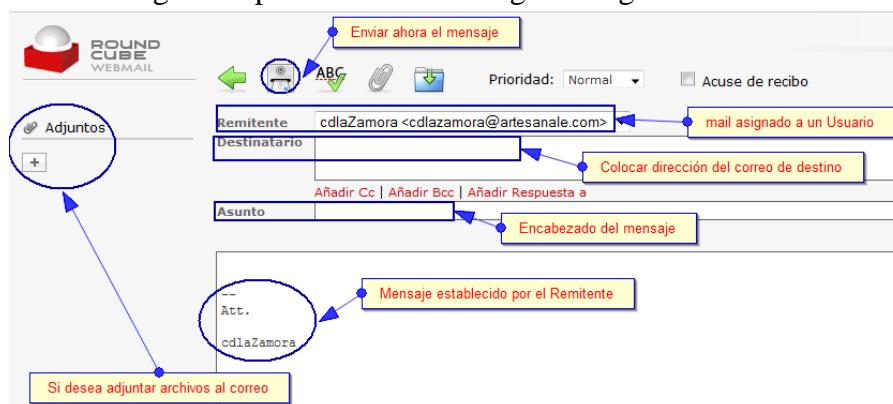 Enviar ahora el mensaje
ROUND
CUBE
WEBMAIL
ABC
Prioridad: Normal
Acuse de recibo
Adjuntos
+
Remitente cdlaZamora <cdlazamora@artesanale.com>
mail asignado a un Usuario
Destinatario
Colocar dirección del correo de destino
Añadir Cc | Añadir Bcc | Añadir Respuesta a
Asunto
Encabezado del mensaje
--
Mensaje establecido por el Remitente
Att.
cdlaZamora
Si desea adjuntar archivos al correo